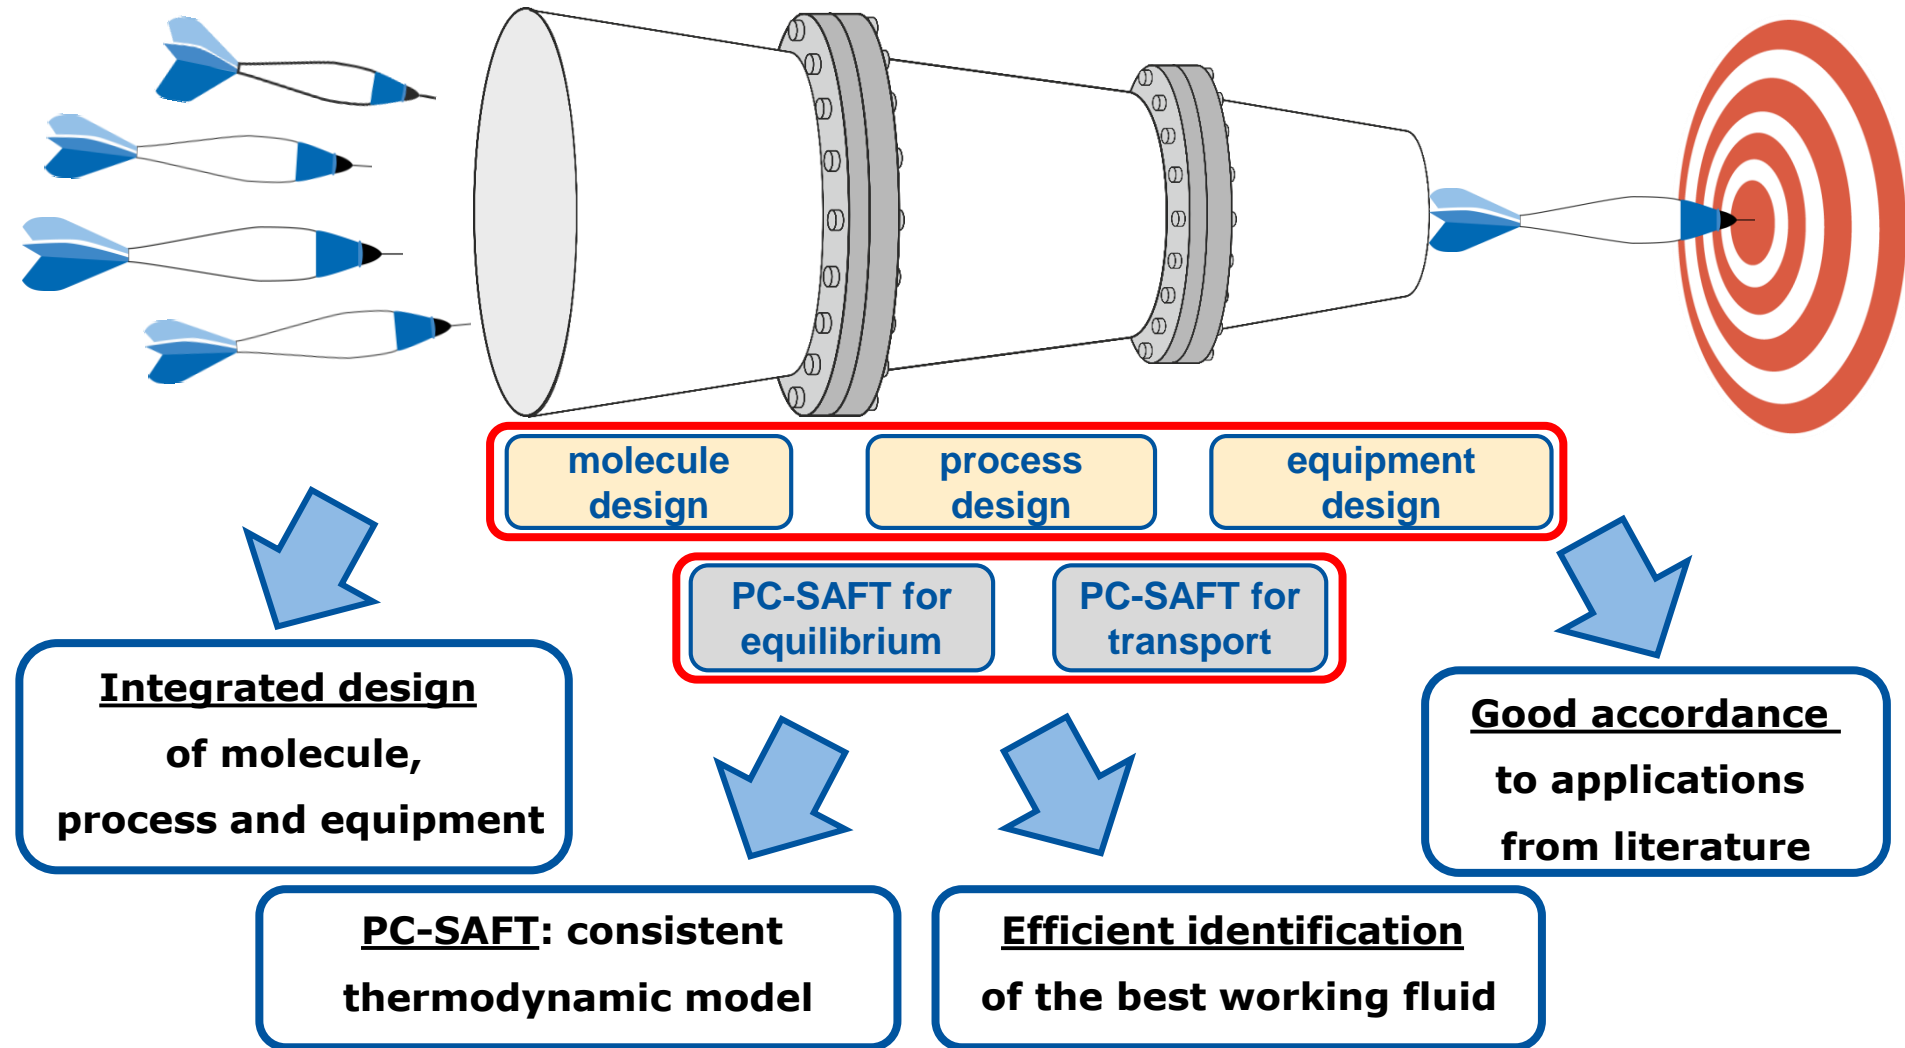 molecule
design
process
design
equipment
design
PC-SAFT for
equilibrium
PC-SAFT for
transport
Integrated design
of molecule,
process and equipment
Good accordance
to applications
from literature
PC-SAFT: consistent
thermodynamic model
Efficient identification
of the best working fluid